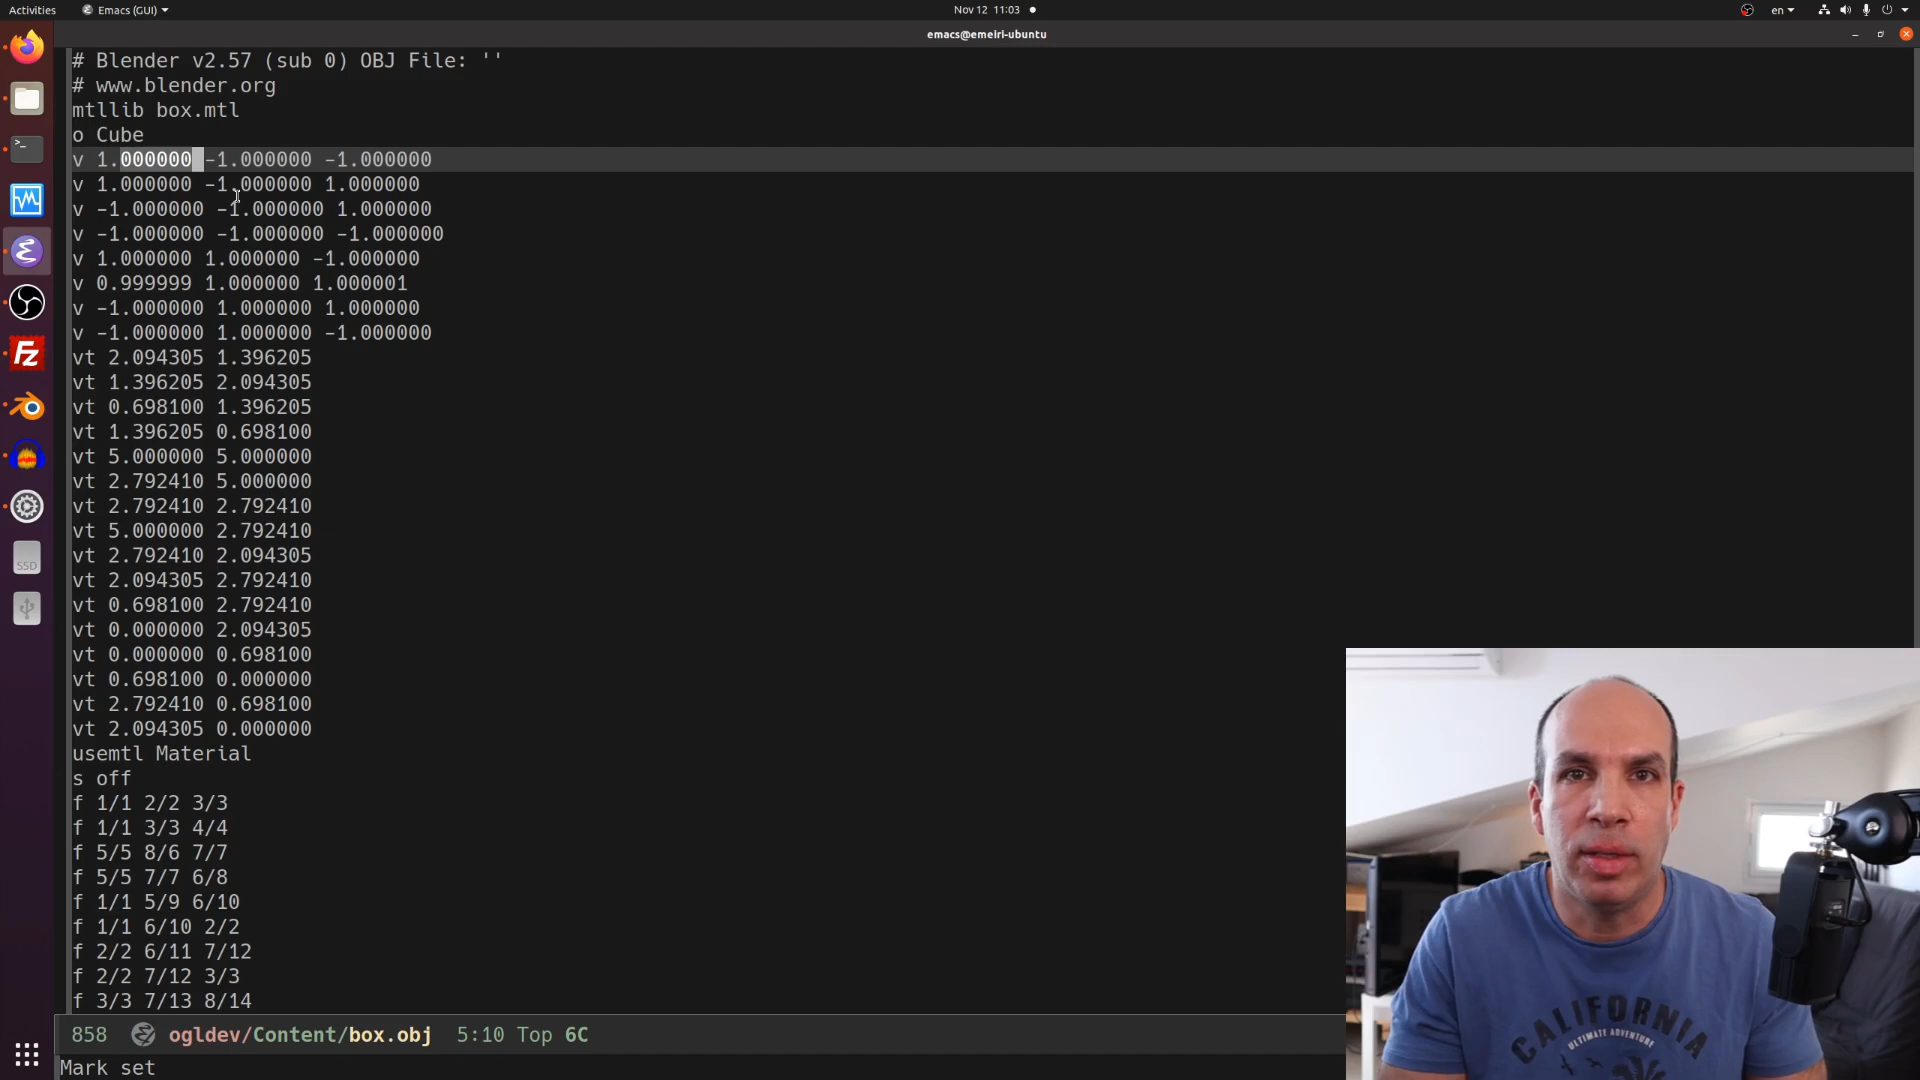 Activities
Emacs (GUI)
Nov 12 11:03
en
emacs@emeiri-ubuntu
# Blender v2.57 (sub 0) OBJ File: ''
# www.blender.org
mtllib box.mtl
o Cube
v 1.000000 -1.000000 -1.000000
v 1.000000 -1.000000 1.000000
v -1.000000 -1.000000 1.000000
v -1.000000 -1.000000 -1.000000
v 1.000000 1.000000 -1.000000
v 0.999999 1.000000 1.000001
v -1.000000 1.000000 1.000000
v -1.000000 1.000000 -1.000000
vt 2.094305 1.396205
vt 1.396205 2.094305
vt 0.698100 1.396205
vt 1.396205 0.698100
vt 5.000000 5.000000
vt 2.792410 5.000000
vt 2.792410 2.792410
vt 5.000000 2.792410
vt 2.792410 2.094305
vt 2.094305 2.792410
vt 0.698100 2.792410
vt 0.000000 2.094305
vt 0.000000 0.698100
vt 0.698100 0.000000
vt 2.792410 0.698100
vt 2.094305 0.000000
usemtl Material
s off
f 1/1 2/2 3/3
f 1/1 3/3 4/4
f 5/5 8/6 7/7
f 5/5 7/7 6/8
f 1/1 5/9 6/10
f 1/1 6/10 2/2
f 2/2 6/11 7/12
f 2/2 7/12 3/3
f 3/3 7/13 8/14
858 ogldev/Content/box.obj 5:10 Top 6C
Mark set
SSD
Fz
CALIFORNIA
ULTIMATE ADVENTURE